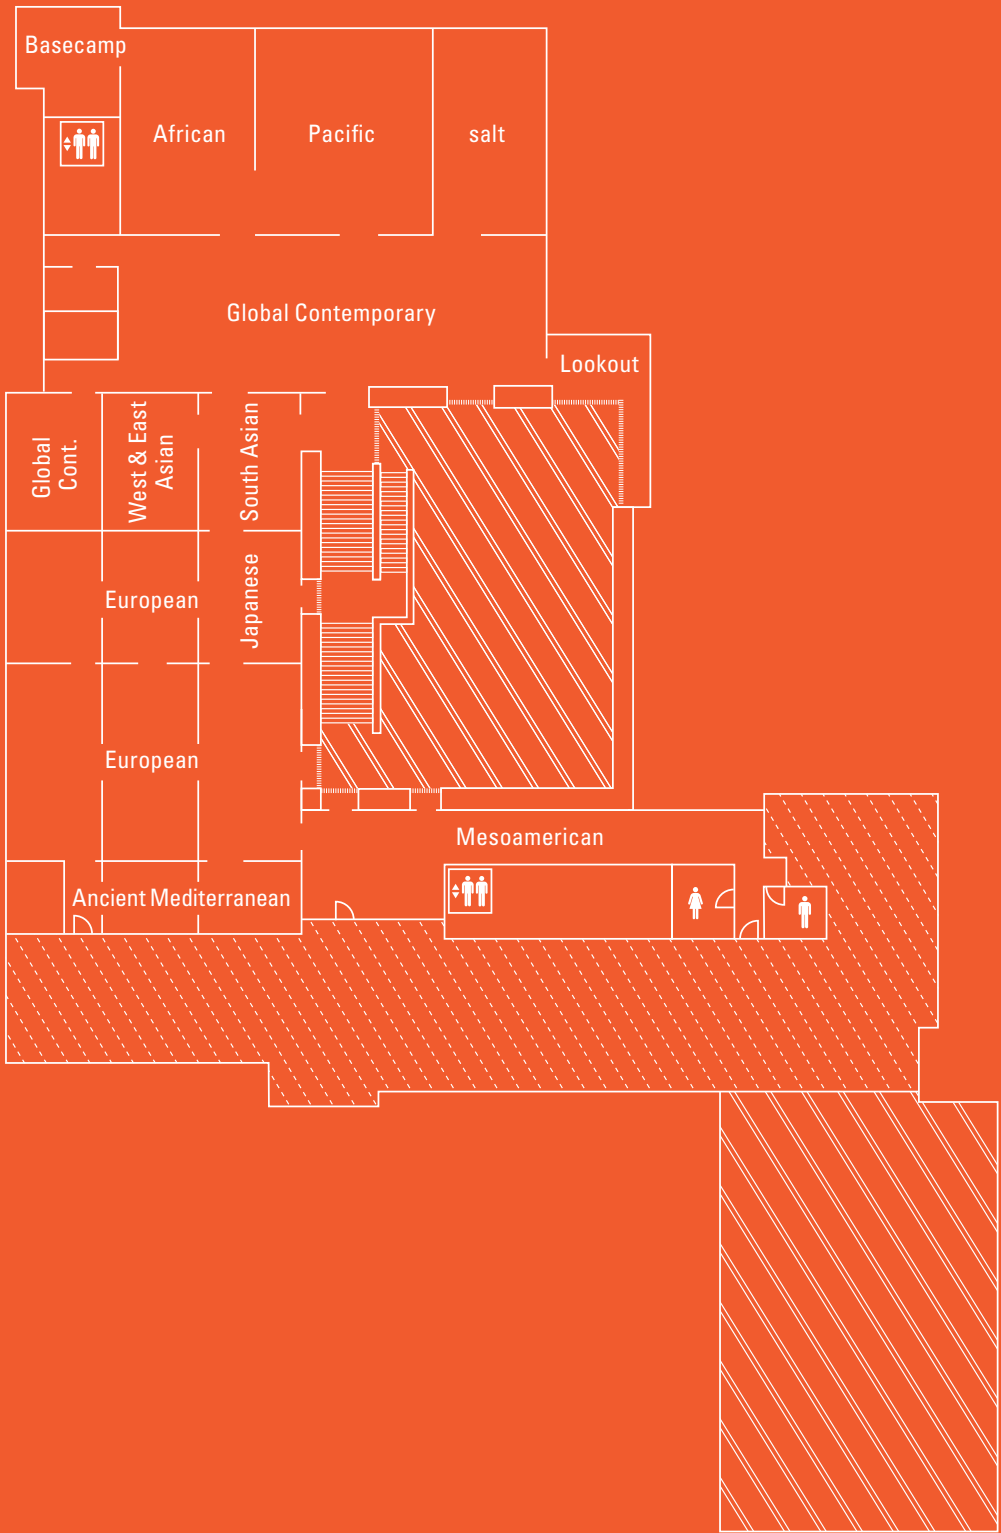 Basecamp
African
Pacific
salt
Global Contemporary
Lookout
Global
Cont.
West & East
Asian
South Asian
European
Japanese
European
Mesoamerican
Ancient Mediterranean